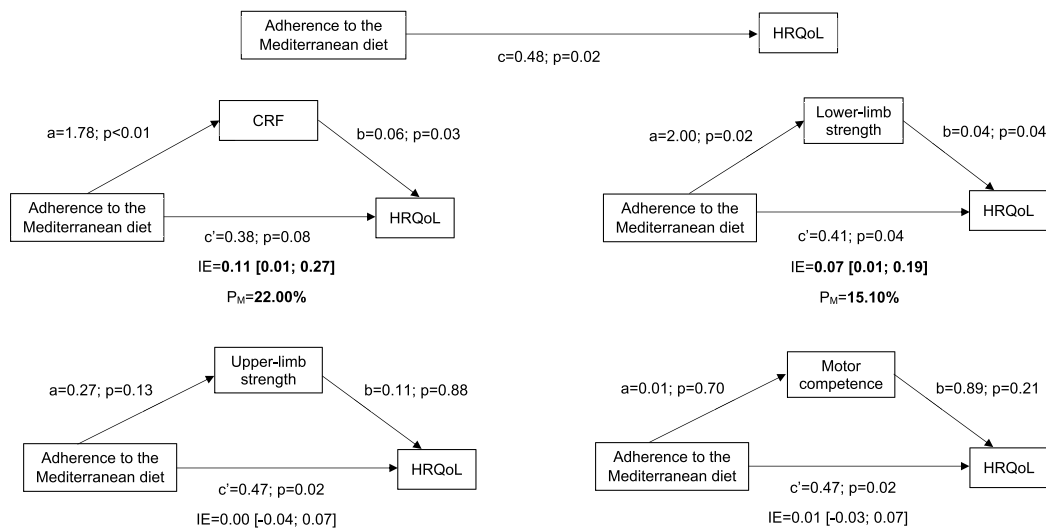 Adherence to the
Mediterranean diet
HRQoL
c=0.48; p=0.02
CRF
a=1.78; p<0.01
b=0.06; p=0.03
Adherence to the
Mediterranean diet
HRQoL
c’=0.38; p=0.08
IE=0.11 [0.01; 0.27]
PM=22.00%
Lower-limb
strength
a=2.00; p=0.02
b=0.04; p=0.04
Adherence to the
Mediterranean diet
HRQoL
c’=0.41; p=0.04
IE=0.07 [0.01; 0.19]
PM=15.10%
Upper-limb
strength
a=0.27; p=0.13
b=0.11; p=0.88
Adherence to the
Mediterranean diet
HRQoL
c’=0.47; p=0.02
IE=0.00 [-0.04; 0.07]
Motor
competence
a=0.01; p=0.70
b=0.89; p=0.21
Adherence to the
Mediterranean diet
HRQoL
c’=0.47; p=0.02
IE=0.01 [-0.03; 0.07]